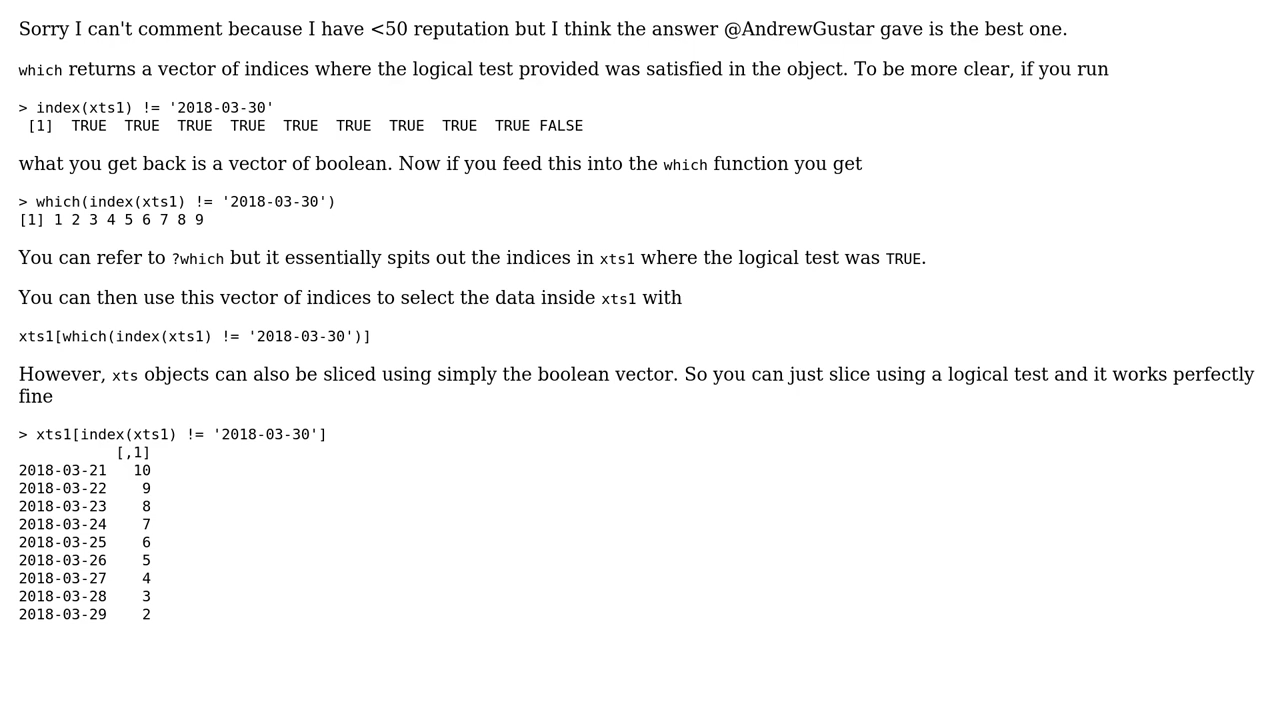 Sorry I can't comment because I have <50 reputation but I think the answer @AndrewGustar gave is the best one.
which returns a vector of indices where the logical test provided was satisfied in the object. To be more clear, if you run
> index(xts1) != '2018-03-30'
 [1]  TRUE  TRUE  TRUE  TRUE  TRUE  TRUE  TRUE  TRUE  TRUE FALSE
what you get back is a vector of boolean. Now if you feed this into the which function you get
> which(index(xts1) != '2018-03-30')
[1] 1 2 3 4 5 6 7 8 9
You can refer to ?which but it essentially spits out the indices in xts1 where the logical test was TRUE.
You can then use this vector of indices to select the data inside xts1 with
xts1[which(index(xts1) != '2018-03-30')]
However, xts objects can also be sliced using simply the boolean vector. So you can just slice using a logical test and it works perfectly
fine
> xts1[index(xts1) != '2018-03-30']
           [,1]
2018-03-21   10
2018-03-22    9
2018-03-23    8
2018-03-24    7
2018-03-25    6
2018-03-26    5
2018-03-27    4
2018-03-28    3
2018-03-29    2